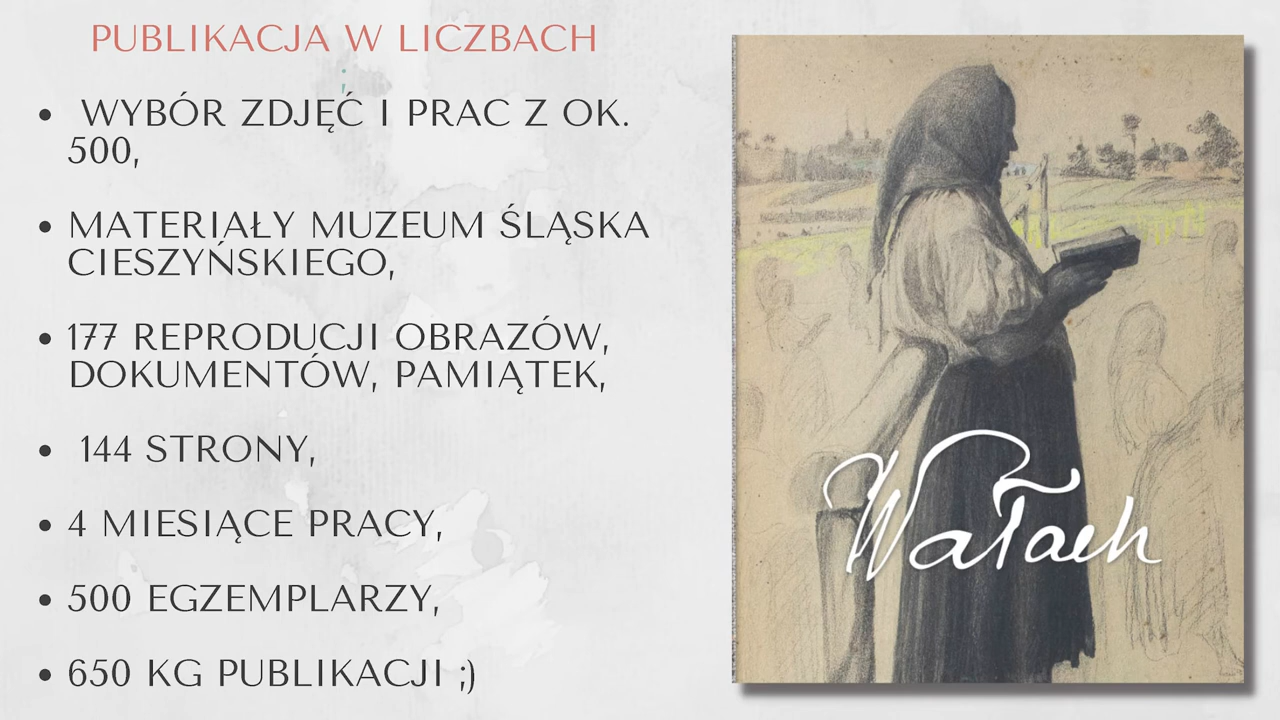 PUBLIKACJA W LICZBACH
;
• WYBÓR ZDJĘĆ I PRAC Z OK.
500,
• MATERIAŁY MUZEUM ŚLĄSKA
CIESZYŃSKIEGO,
• 177 REPRODUCJI OBRAZÓW,
DOKUMENTÓW, PAMIĄTEK,
• 144 STRONY,
• 4 MIESIĄCE PRACY,
• 500 EGZEMPLARZY,
• 650 KG PUBLIKACJI ;)
Wałach